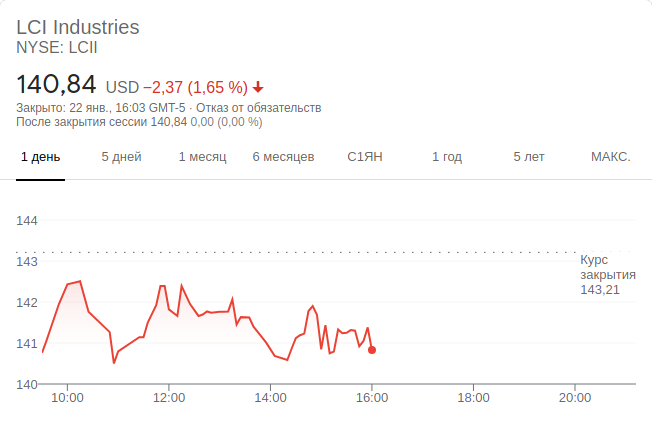 LCI Industries
NYSE: LCII
140,84 USD −2,37 (1,65 %)
Закрыто: 22 янв., 16:03 GMT-5 · Отказ от обязательств
После закрытия сессии 140,84 0,00 (0,00 %)
1 день 5 дней 1 месяц 6 месяцев С1ЯН 1 год 5 лет МАКС.
144
143
142
141
140
Курс
закрытия
143,21
10:00 12:00 14:00 16:00 18:00 20:00